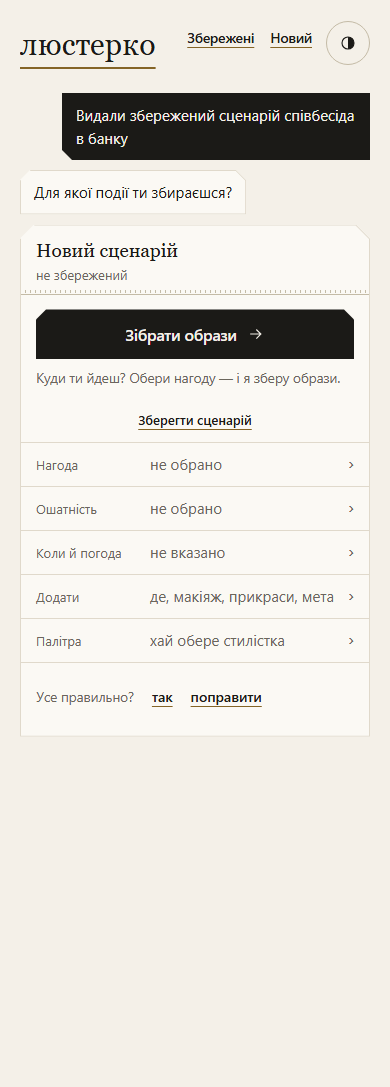 люстерко
Збережені
Новий
Видали збережений сценарій співбесіда
в банку
Для якої події ти збираєшся?
Новий сценарій
не збережений
Зібрати образи →
Куди ти йдеш? Обери нагоду — і я зберу образи.
Зберегти сценарій
Нагода не обрано ›
Ошатність не обрано ›
Коли й погода не вказано ›
Додати де, макіяж, прикраси, мета ›
Палітра хай обере стилістка ›
Усе правильно? так поправити